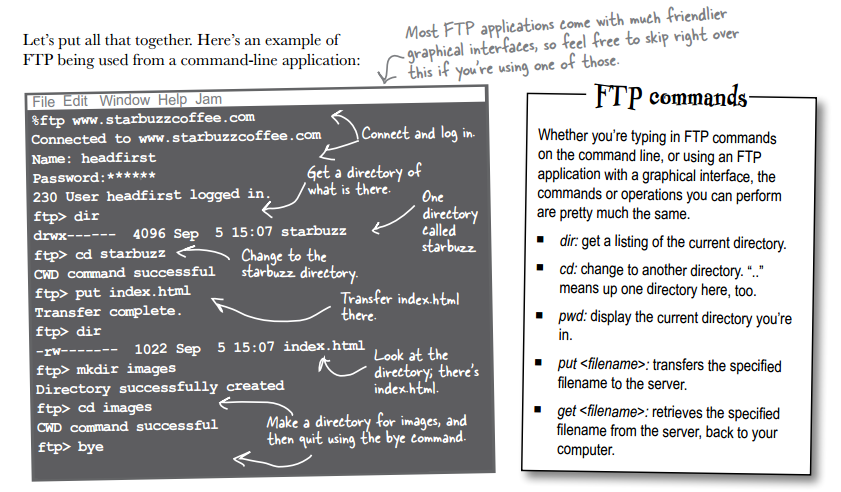 Let's put all that together. Here's an example of
FTP being used from a command-line application:
Most FTP applications come with much friendlier
graphical interfaces, so feel free to skip right over
this if you're using one of those.
File Edit Window Help Jam
%ftp www.starbuzzcoffee.com
Connected to www.starbuzzcoffee.com
Name: headfirst
Password:******
230 User headfirst logged in.
ftp> dir
drwx------ 4096 Sep 5 15:07 starbuzz
ftp> cd starbuzz
CWD command successful
ftp> put index.html
Transfer complete.
ftp> dir
-rw------- 1022 Sep 5 15:07 index.html
ftp> mkdir images
Directory successfully created
ftp> cd images
CWD command successful
ftp> bye
Connect and log in.
Get a directory of
what is there.
One
directory
called
starbuzz
Change to the
starbuzz directory.
Transfer index.html
there.
Look at the
directory; there's
index.html.
Make a directory for images, and
then quit using the bye command.
FTP commands
Whether you're typing in FTP commands
on the command line, or using an FTP
application with a graphical interface, the
commands or operations you can perform
are pretty much the same.
■ dir: get a listing of the current directory.
■ cd: change to another directory. ".."
means up one directory here, too.
■ pwd: display the current directory you're
in.
■ put <filename>: transfers the specified
filename to the server.
■ get <filename>: retrieves the specified
filename from the server, back to your
computer.